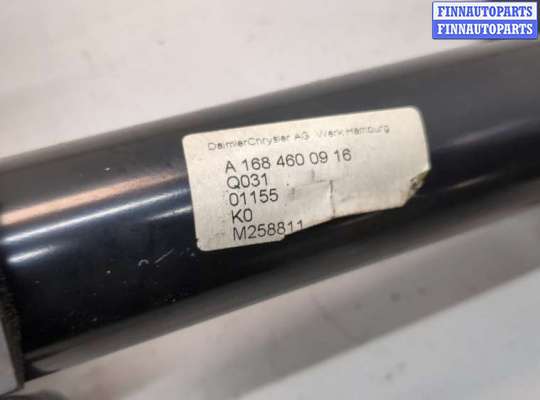 FINNAUTOPARTS
FINNAUTOPARTS
DaimlerChrysler AG Werk Hamburg
A 168 460 09 16
Q031
01155
K0
M258811